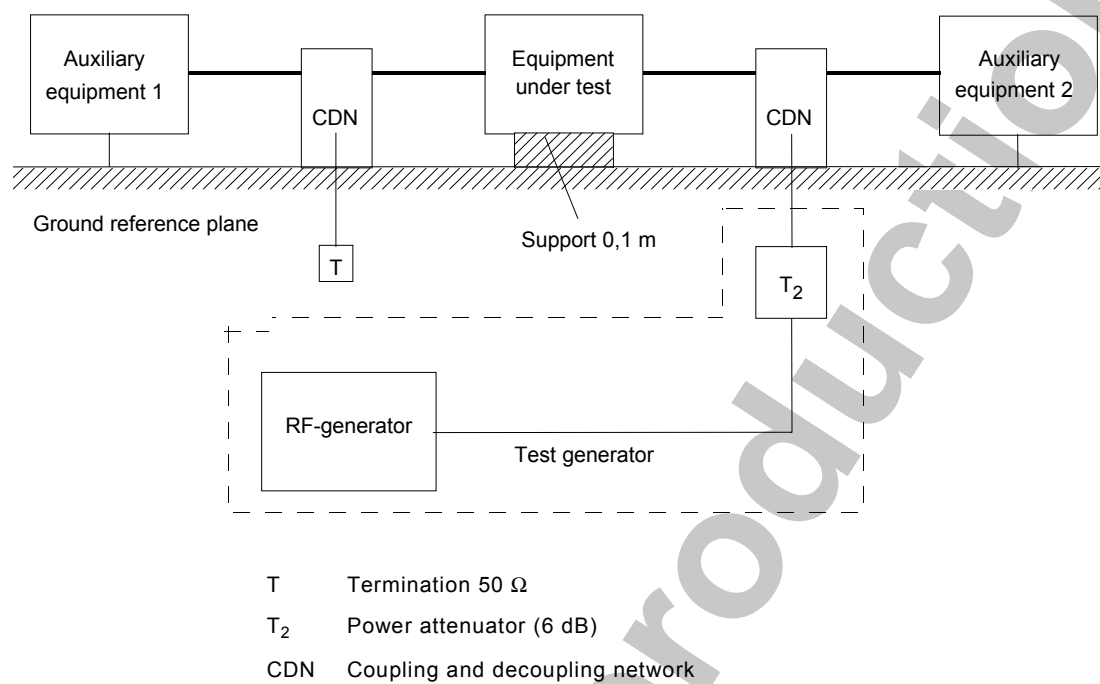 Auxiliary
equipment 1
CDN
Equipment
under test
CDN
Auxiliary
equipment 2
Ground reference plane
Support 0,1 m
T
T₂
RF-generator
Test generator
T Termination 50 Ω
T₂ Power attenuator (6 dB)
CDN Coupling and decoupling network
roduction